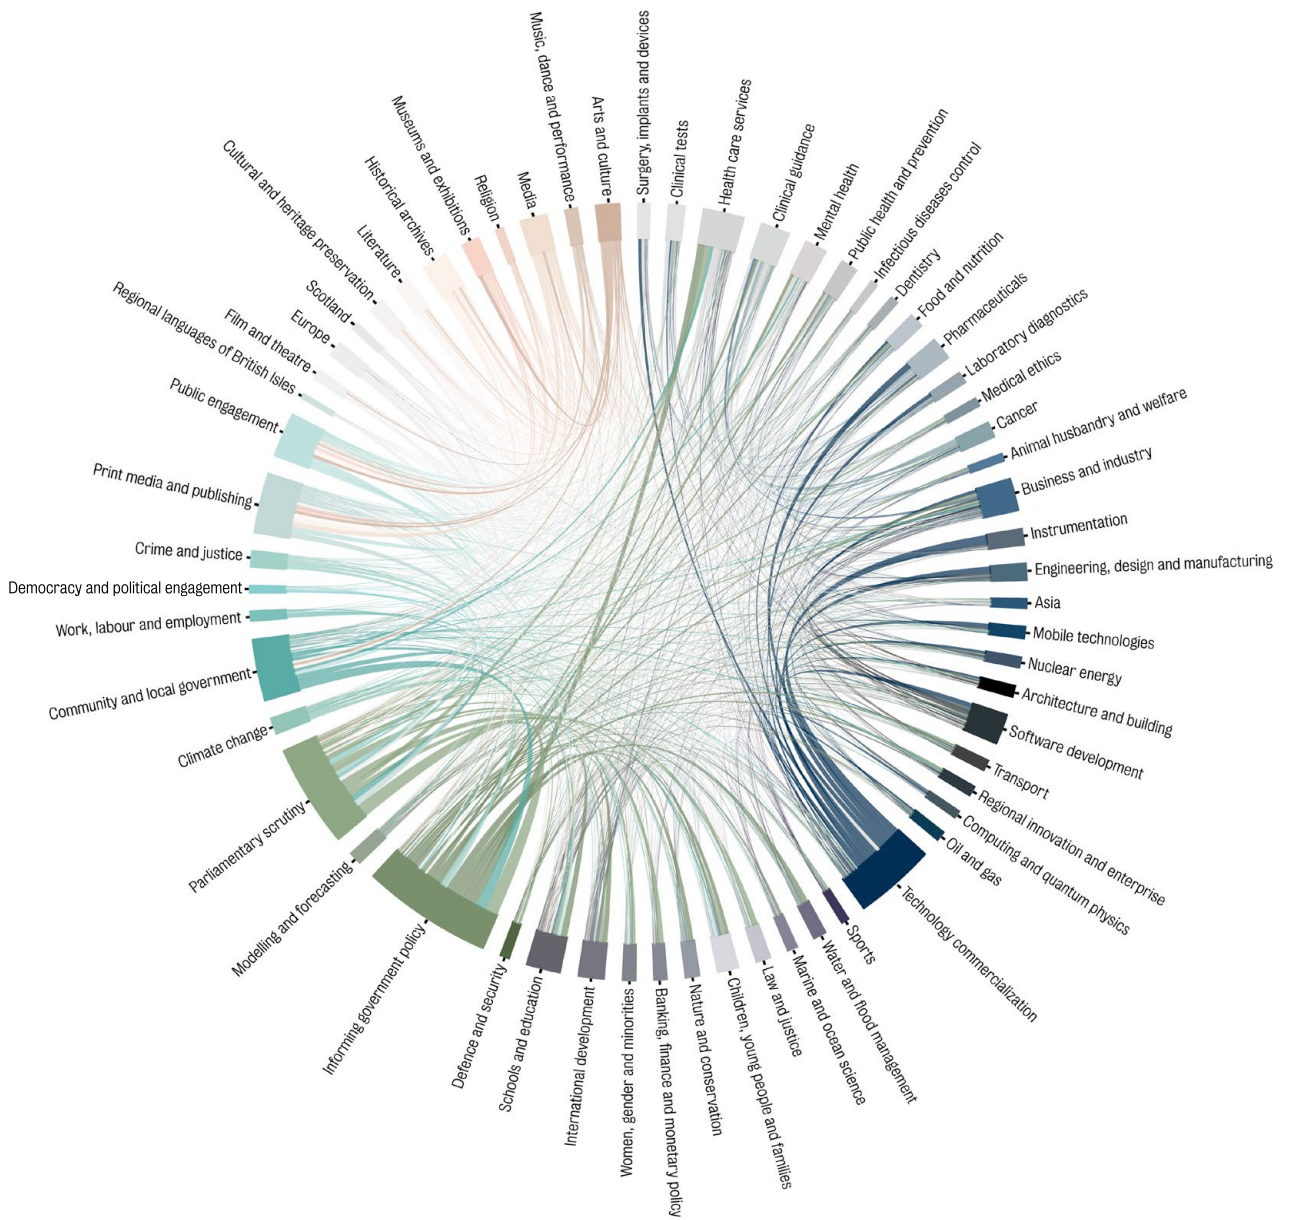 Surgery, implants and devices
Clinical tests
Health care services
Clinical guidance
Mental health
Public health and prevention
Infectious diseases control
Dentistry
Food and nutrition
Pharmaceuticals
Laboratory diagnostics
Medical ethics
Cancer
Animal husbandry and welfare
Business and industry
Instrumentation
Engineering, design and manufacturing
Asia
Mobile technologies
Nuclear energy
Architecture and building
Software development
Transport
Regional innovation and enterprise
Computing and quantum physics
Oil and gas
Technology commercialization
Sports
Water and flood management
Marine and ocean science
Law and justice
Children, young people and families
Nature and conservation
Banking, finance and monetary policy
Women, gender and minorities
International development
Schools and education
Defence and security
Informing government policy
Modelling and forecasting
Parliamentary scrutiny
Climate change
Community and local government
Work, labour and employment
Democracy and political engagement
Crime and justice
Print media and publishing
Public engagement
Regional languages of British Isles
Film and theatre
Europe
Scotland
Cultural and heritage preservation
Literature
Historical archives
Museums and exhibitions
Religion
Media
Music, dance and performance
Arts and culture